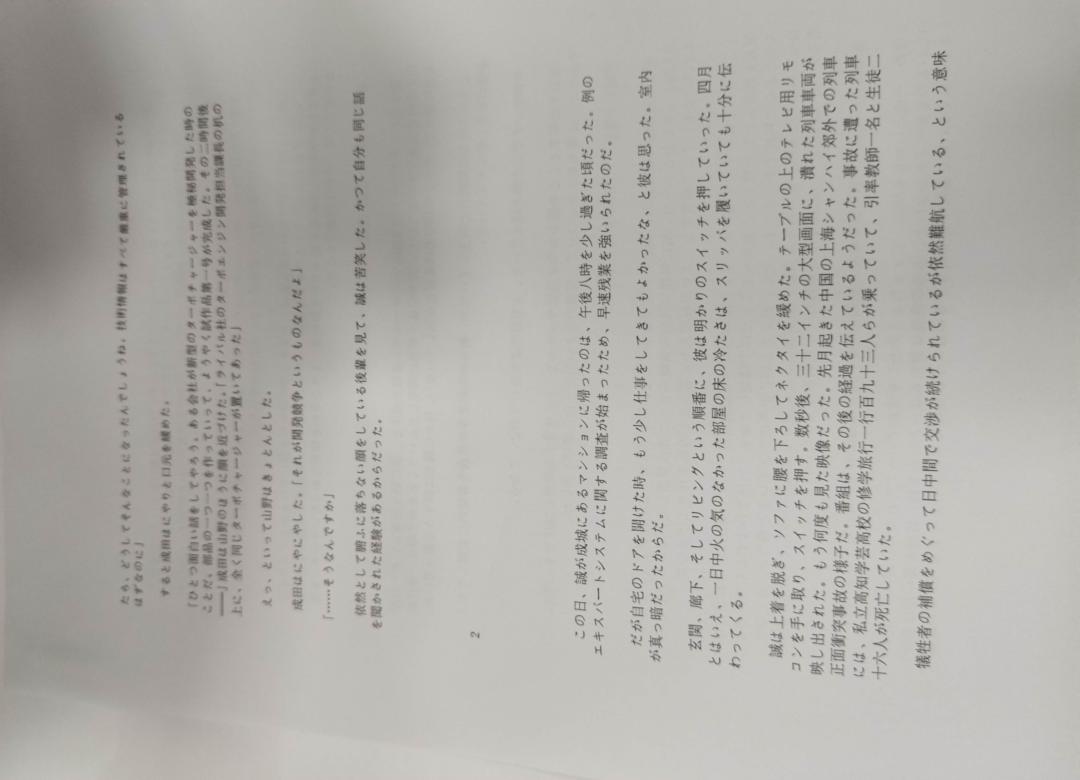 たら、どうしてそんなことになったんでしょうね。技術情報はすべて厳重に管理されている
はずなのに」
すると成田はにやりと口元を緩めた。
「ひとつ面白い話をしてやろう。ある会社が新型のターボチャージャーを極秘開発した時の
ことだ。部品の一つ一つを作っていって、ようやく試作品第一号が完成した。その二時間後
――」成田は山野のほうに顔を近づけた。「ライバル社のターボエンジン開発担当課長の机の
上に、全く同じターボチャージャーが置いてあった」
えっ、といって山野はきょとんとした。
成田はにやにやした。「それが開発競争というものなんだよ」
「……そうなんですか」
依然として腑ふに落ちない顔をしている後輩を見て、誠は苦笑した。かつて自分も同じ話
を聞かされた経験があるからだった。
2
この日、誠が成城にあるマンションに帰ったのは、午後八時を少し過ぎた頃だった。例の
エキスパートシステムに関する調査が始まったため、早速残業を強いられたのだ。
だが自宅のドアを開けた時、もう少し仕事をしてきてもよかったな、と彼は思った。室内
が真っ暗だったからだ。
玄関、廊下、そしてリビングという順番に、彼は明かりのスイッチを押していった。四月
とはいえ、一日中火の気のなかった部屋の床の冷たさは、スリッパを履いていても十分に伝
わってくる。
誠は上着を脱ぎ、ソファに腰を下ろしてネクタイを緩めた。テーブルの上のテレビ用リモ
コンを手に取り、スイッチを押す。数秒後、三十二インチの大型画面に、潰れた列車車両が
映し出された。もう何度も見た映像だった。先月起きた中国の上海シャンハイ郊外での列車
正面衝突事故の様子だ。番組は、その後の経過を伝えているようだった。事故に遭った列車
には、私立高知学芸高校の修学旅行一行百九十三人らが乗っていて、引率教師一名と生徒二
十六人が死亡していた。
犠牲者の補償をめぐって日中間で交渉が続けられているが依然難航している、という意味